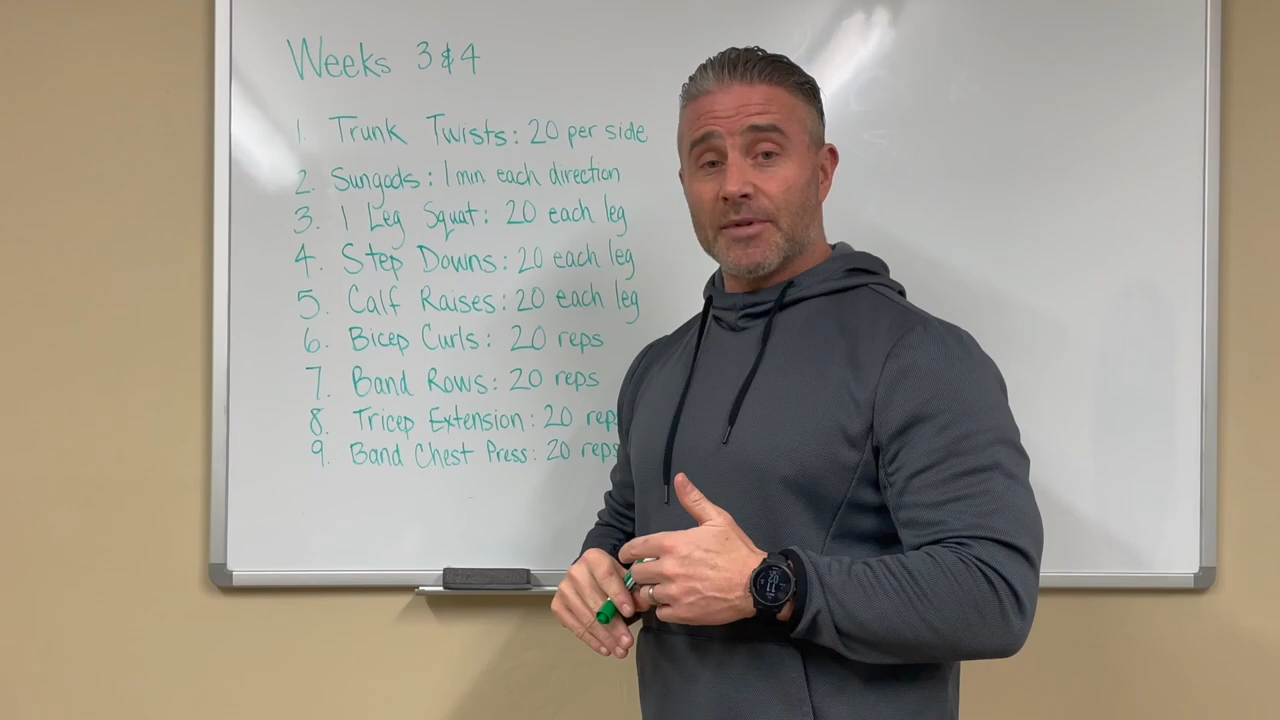 Weeks 3&4
1. Trunk Twists: 20 per side
2. Sungods: 1 min each direction
3. 1 Leg Squat: 20 each leg
4. Step Downs: 20 each leg
5. Calf Raises: 20 each leg
6. Bicep Curls: 20 reps
7. Band Rows: 20 reps
8. Tricep Extension: 20 reps
9. Band Chest Press: 20 reps